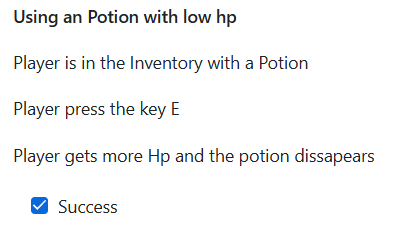 Using an Potion with low hp
Player is in the Inventory with a Potion
Player press the key E
Player gets more Hp and the potion dissapears
Success